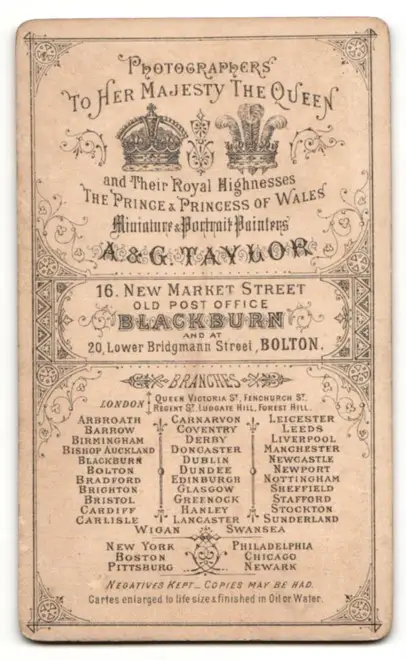 Photographers
To Her Majesty The Queen
and Their Royal Highnesses
The Prince & Princess of Wales
Miniature & Portrait Painters
A & G. TAYLOR
16. New Market Street
OLD POST OFFICE
BLACKBURN
AND AT
20, Lower Bridgmann Street, BOLTON.
BRANCHES
LONDON Queen Victoria St, Fenchurch St.
Regent St. Ludgate Hill, Forest Hill.
Arbroath Carnarvon Leicester
Barrow Coventry Leeds
Birmingham Derby Liverpool
Bishop Auckland Doncaster Manchester
Blackburn Dublin Newcastle
Bolton Dundee Newport
Bradford Edinburgh Nottingham
Brighton Glasgow Sheffield
Bristol Greenock Stafford
Cardiff Hanley Stockton
Carlisle Lancaster Sunderland
Wigan Swansea
New York Philadelphia
Boston Chicago
Pittsburg Newark
Negatives Kept_ Copies may be had.
Cartes enlarged to life size & finished in Oil or Water.